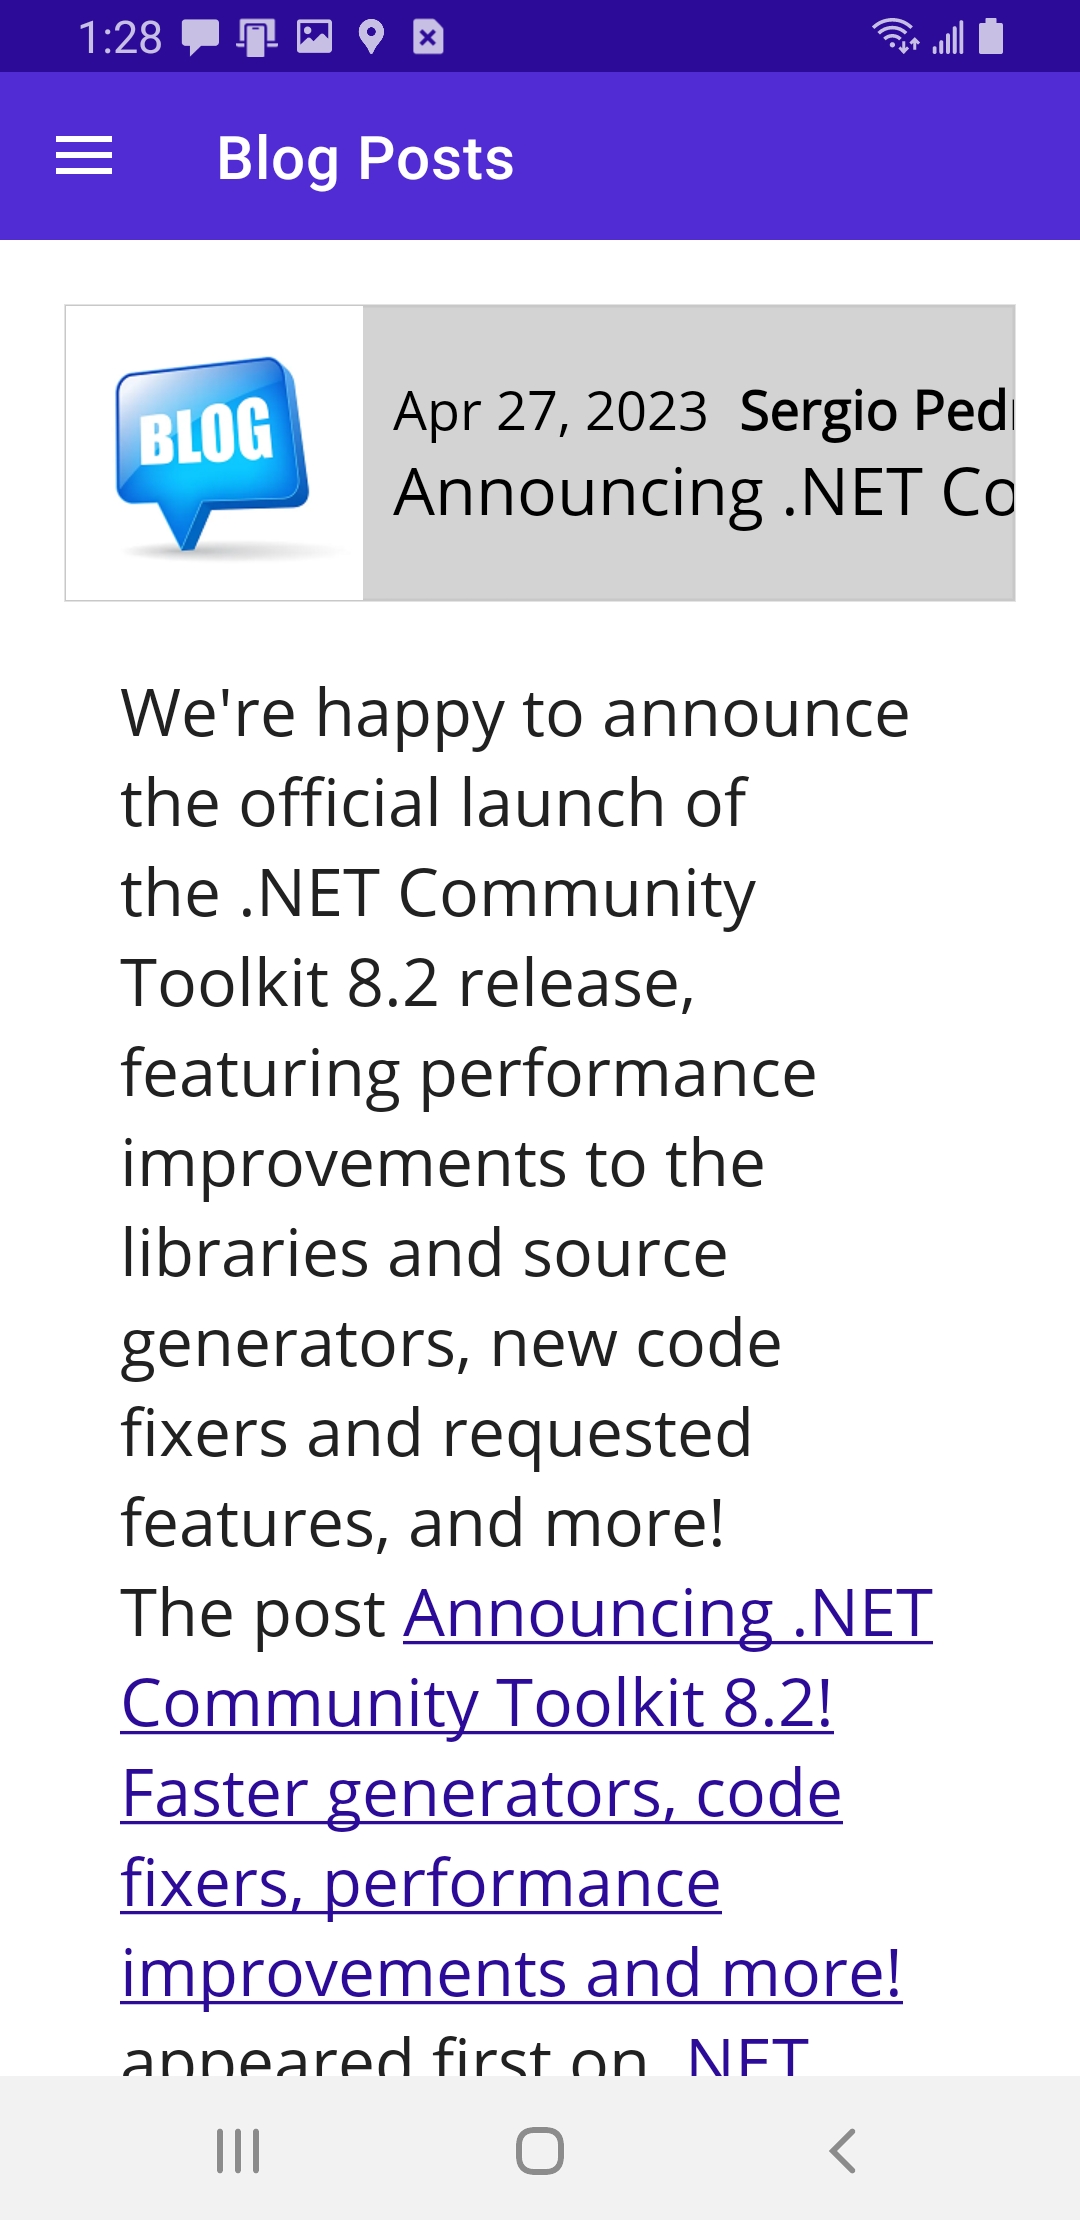 1:28
Blog Posts
BLOG
Apr 27, 2023 Sergio Ped
Announcing .NET Co
We're happy to announce
the official launch of
the .NET Community
Toolkit 8.2 release,
featuring performance
improvements to the
libraries and source
generators, new code
fixers and requested
features, and more!
The post Announcing .NET
Community Toolkit 8.2!
Faster generators, code
fixers, performance
improvements and more!
appeared first on .NET